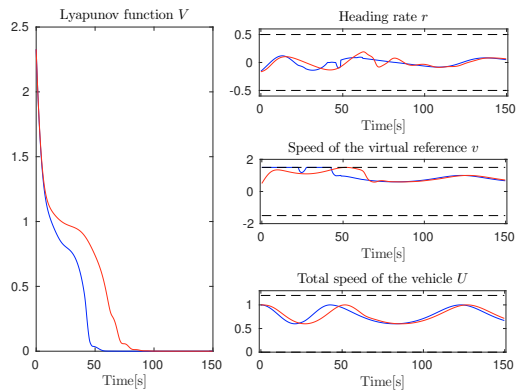 Lyapunov function V
2.5
2
1.5
1
0.5
0
0 50 100 150
Time[s]
Heading rate r
0.5
0
-0.5
0 50 100 150
Time[s]
Speed of the virtual reference v
2
0
-2
0 50 100 150
Time[s]
Total speed of the vehicle U
1
0.5
0
0 50 100 150
Time[s]